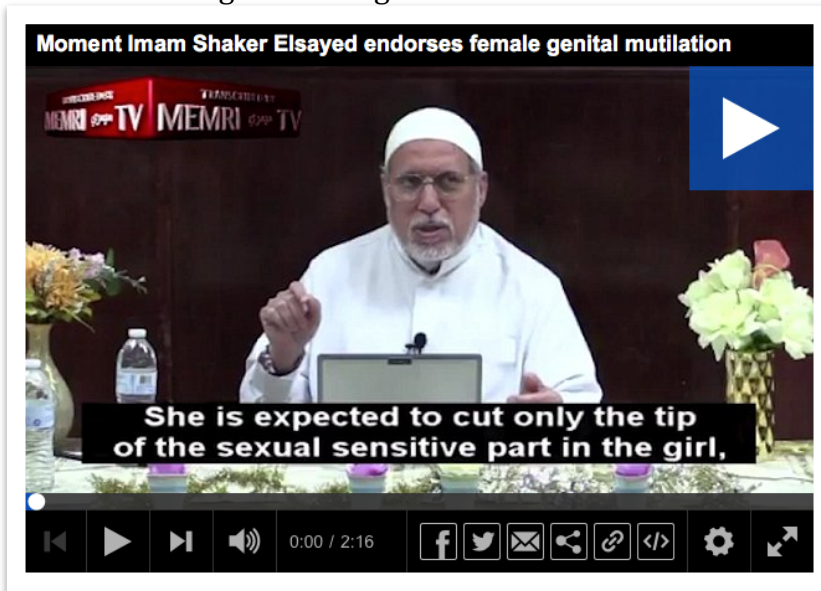 Moment Imam Shaker Elsayed endorses female genital mutilation
MEMRI TV MEMRI TV
She is expected to cut only the tip
of the sexual sensitive part in the girl,
0:00 / 2:16